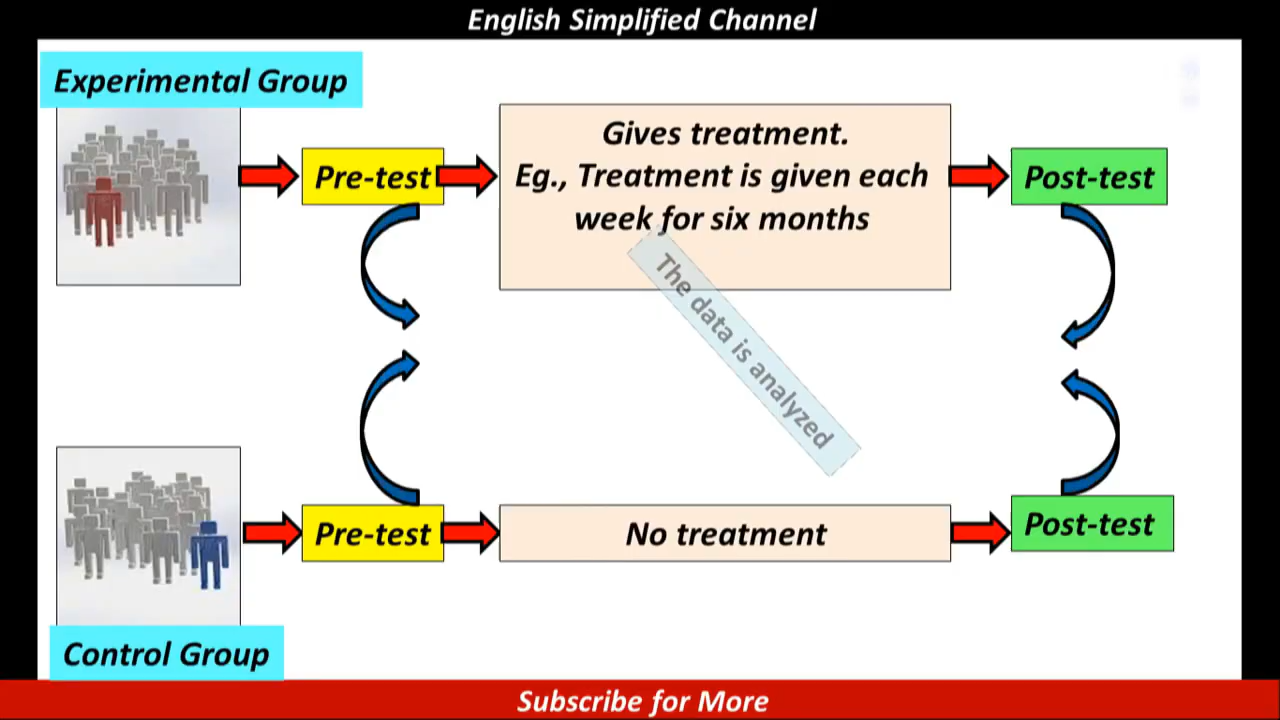 English Simplified Channel
Experimental Group
Pre-test
Gives treatment.
Eg., Treatment is given each
week for six months
Post-test
The data is analyzed
Pre-test
No treatment
Post-test
Control Group
Subscribe for More